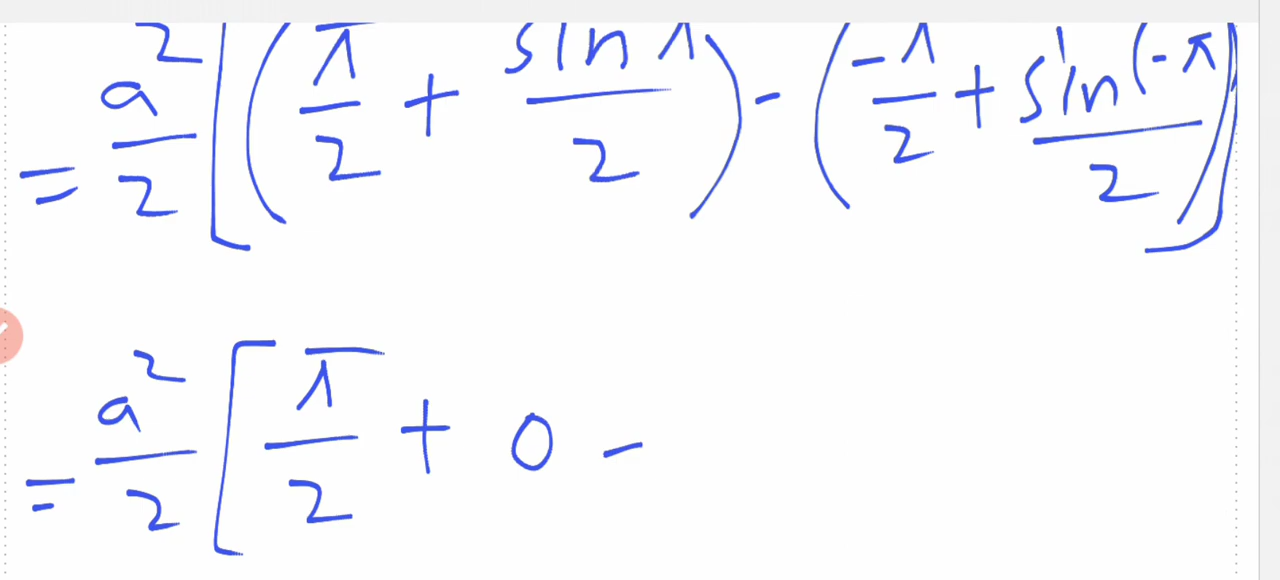 = a²/2 [(π/2 + sin π/2) - (-π/2 + sin(-π)/2)]
= a²/2 [π/2 + 0 -